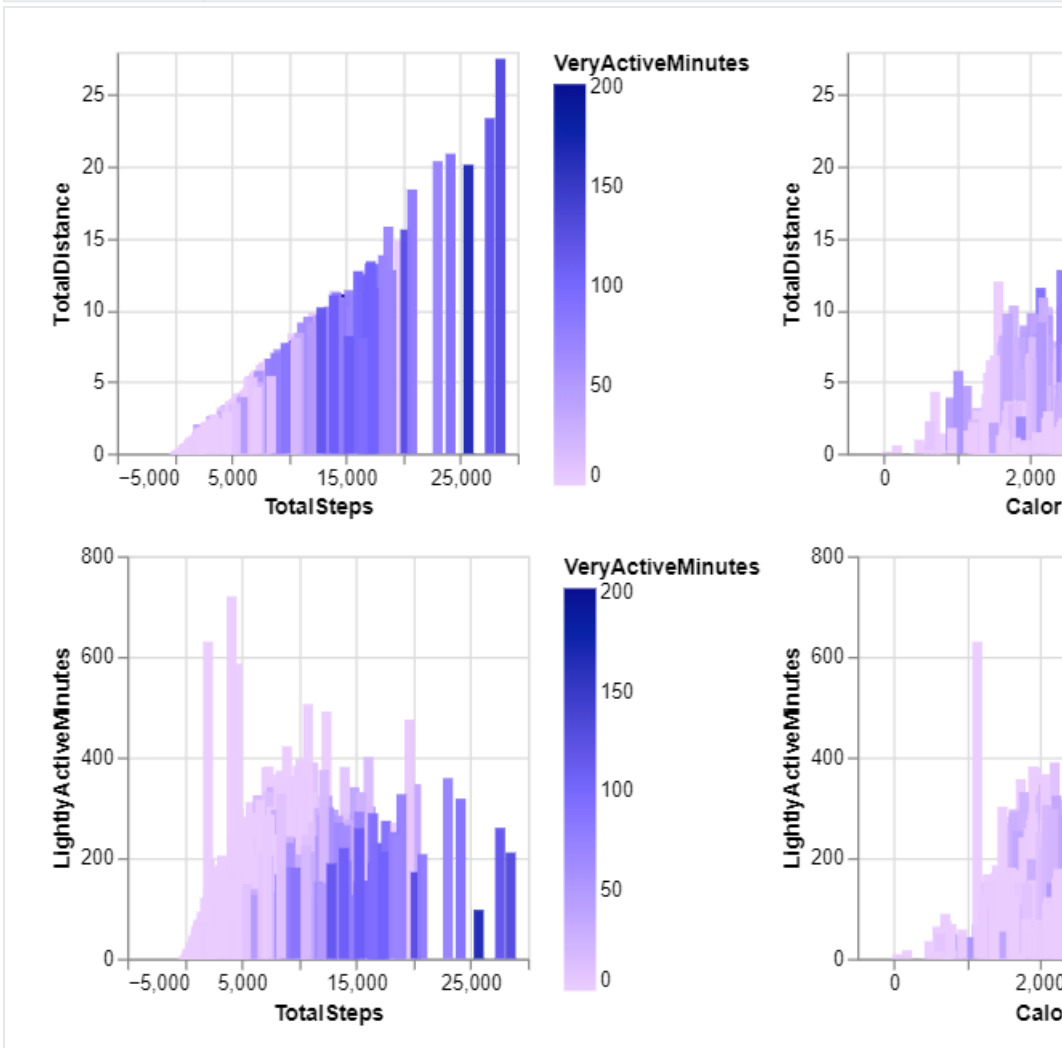 VeryActiveMinutes
TotalDistance
25
20
15
10
5
0
−5,000 5,000 15,000 25,000
TotalSteps
200
150
100
50
0
TotalDistance
25
20
15
10
5
0
0 2,000
Calor
VeryActiveMinutes
LightlyActiveMinutes
800
600
400
200
0
−5,000 5,000 15,000 25,000
TotalSteps
200
150
100
50
0
LightlyActiveMinutes
800
600
400
200
0
0 2,000
Calo